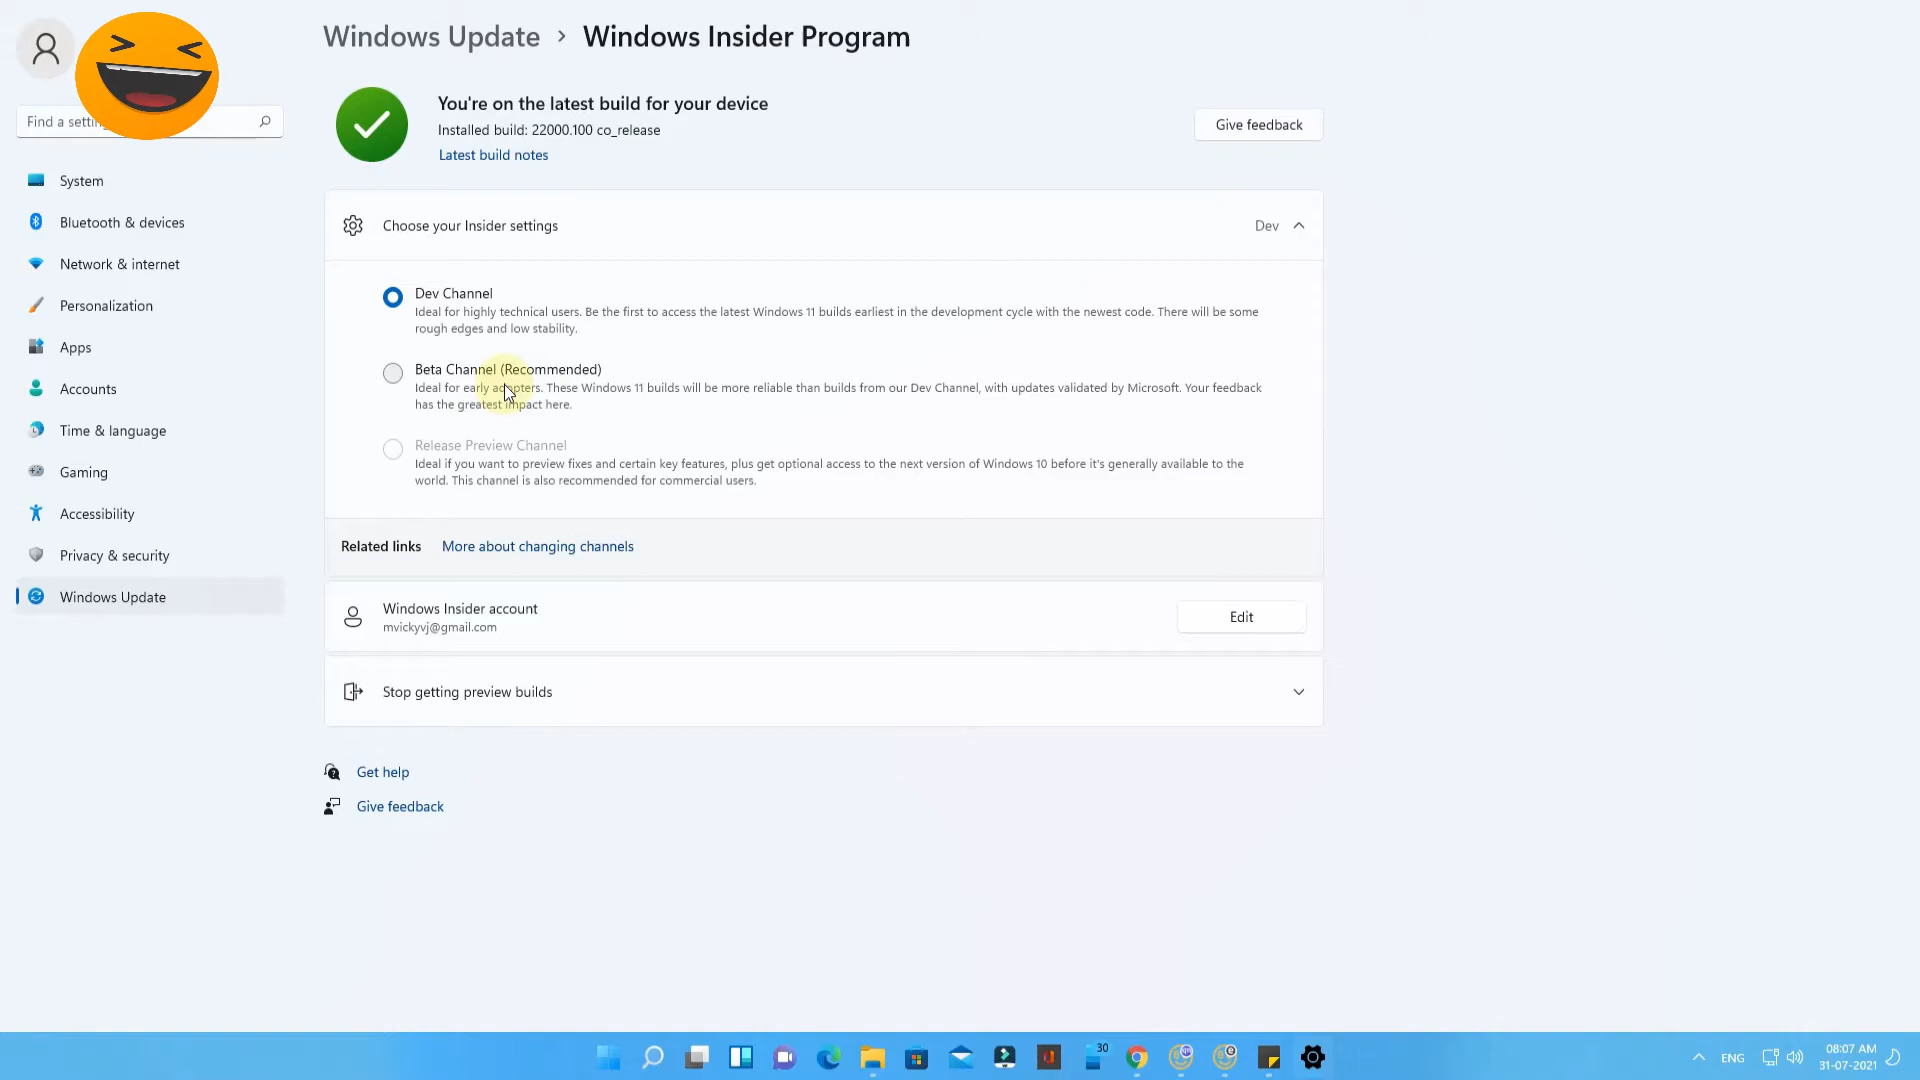 Windows Update > Windows Insider Program
You're on the latest build for your device
Installed build: 22000.100 co_release
Latest build notes
Give feedback
Find a setti
System
Bluetooth & devices
Network & internet
Personalization
Apps
Accounts
Time & language
Gaming
Accessibility
Privacy & security
Windows Update
Choose your Insider settings
Dev
Dev Channel
Ideal for highly technical users. Be the first to access the latest Windows 11 builds earliest in the development cycle with the newest code. There will be some
rough edges and low stability.
Beta Channel (Recommended)
Ideal for early adopters. These Windows 11 builds will be more reliable than builds from our Dev Channel, with updates validated by Microsoft. Your feedback
has the greatest impact here.
Release Preview Channel
Ideal if you want to preview fixes and certain key features, plus get optional access to the next version of Windows 10 before it's generally available to the
world. This channel is also recommended for commercial users.
Related links More about changing channels
Windows Insider account
mvickyvj@gmail.com
Edit
Stop getting preview builds
Get help
Give feedback
30
ENG
08:07 AM
31-07-2021